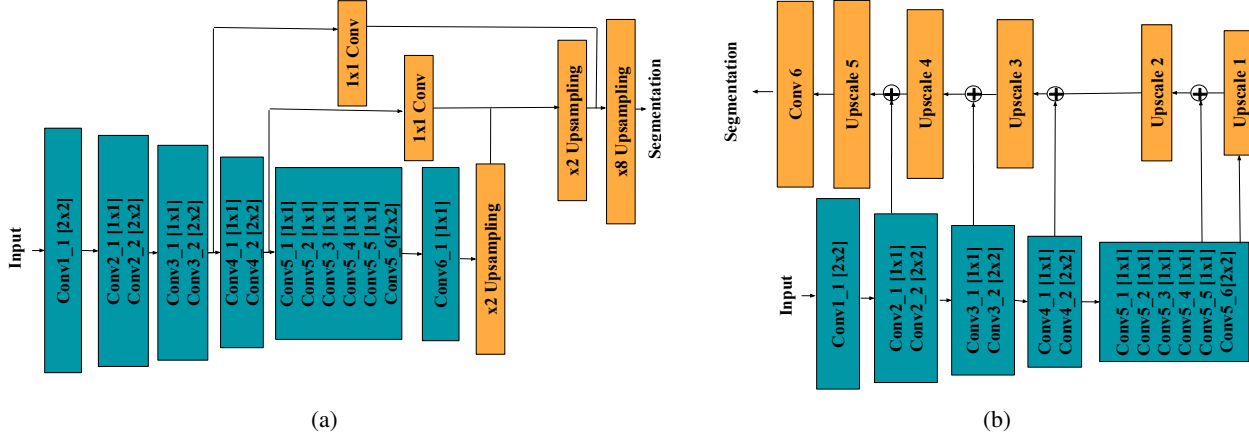 Input
Conv1_1 [2x2]
Conv2_1 [1x1]
Conv2_2 [2x2]
Conv3_1 [1x1]
Conv3_2 [2x2]
Conv4_1 [1x1]
Conv4_2 [2x2]
Conv5_1 [1x1]
Conv5_2 [1x1]
Conv5_3 [1x1]
Conv5_4 [1x1]
Conv5_5 [1x1]
Conv5_6[2x2]
Conv6_1 [1x1]
x2 Upsampling
1x1 Conv
1x1 Conv
x2 Upsampling
x8 Upsampling
Segmentation
(a)
Segmentation
Conv 6
Upscale 5
Upscale 4
Upscale 3
Upscale 2
Upscale 1
Input
Conv1_1 [2x2]
Conv2_1 [1x1]
Conv2_2 [2x2]
Conv3_1 [1x1]
Conv3_2 [2x2]
Conv4_1 [1x1]
Conv4_2 [2x2]
Conv5_1 [1x1]
Conv5_2 [1x1]
Conv5_3 [1x1]
Conv5_4 [1x1]
Conv5_5 [1x1]
Conv5_6[2x2]
(b)